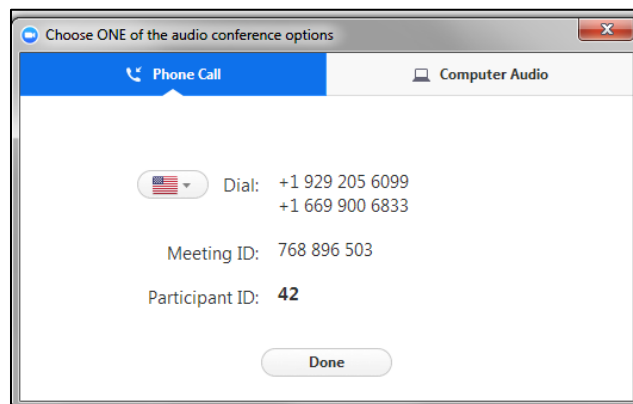 Choose ONE of the audio conference options
Phone Call
Computer Audio
Dial: +1 929 205 6099
+1 669 900 6833
Meeting ID: 768 896 503
Participant ID: 42
Done